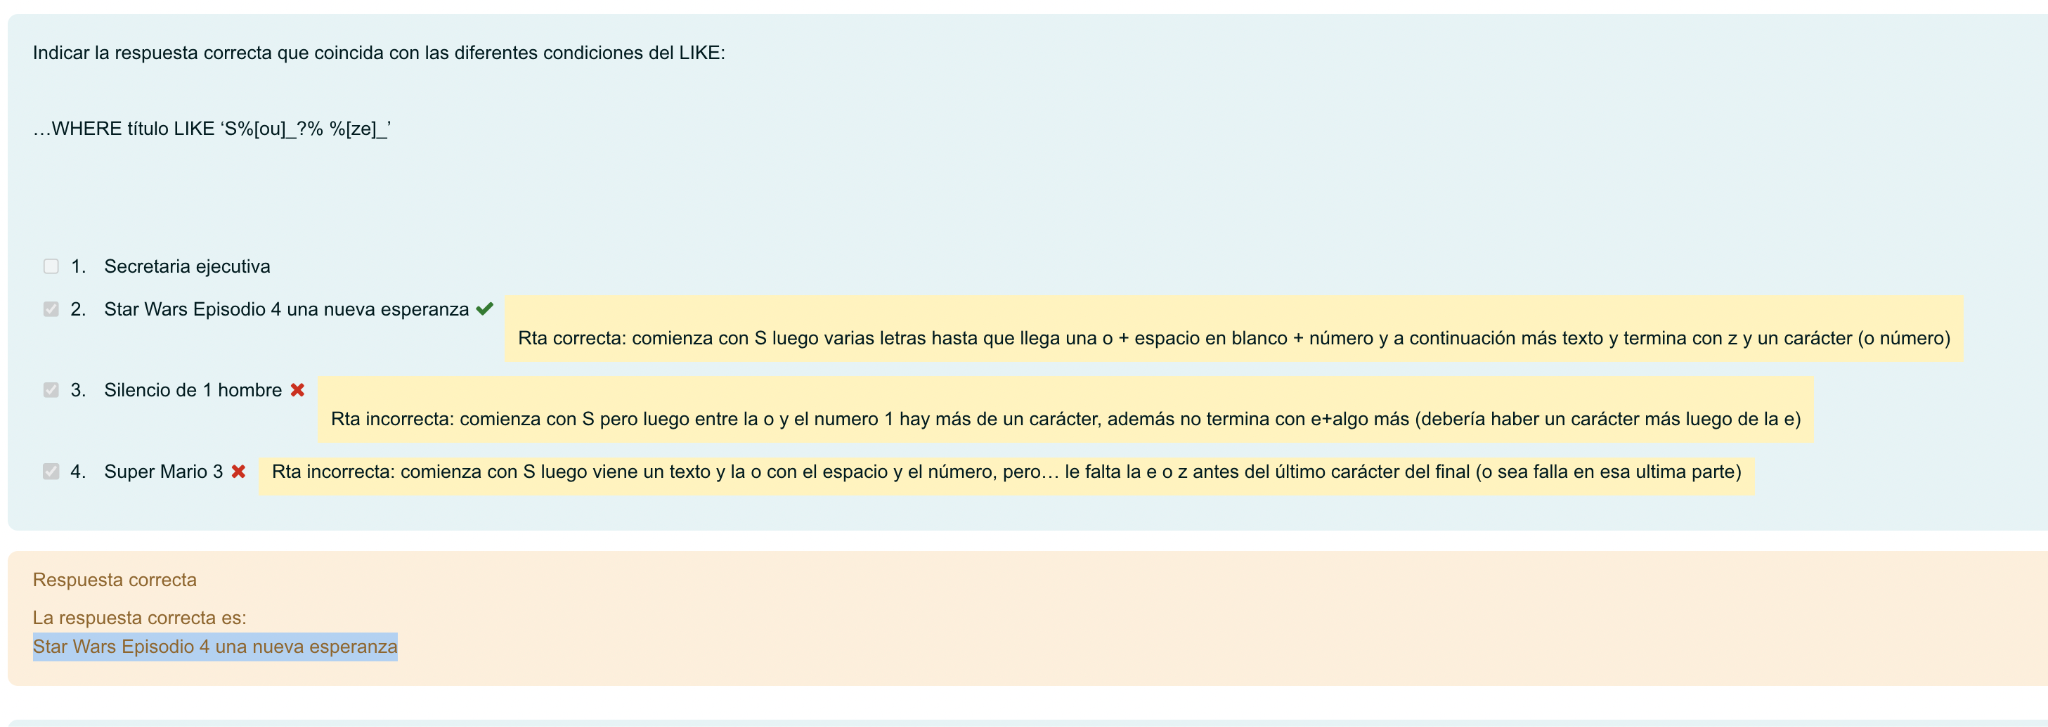 Indicar la respuesta correcta que coincida con las diferentes condiciones del LIKE:
…WHERE título LIKE ‘S%[ou]_?% %[ze]_’
1. Secretaria ejecutiva
2. Star Wars Episodio 4 una nueva esperanza
Rta correcta: comienza con S luego varias letras hasta que llega una o + espacio en blanco + número y a continuación más texto y termina con z y un carácter (o número)
3. Silencio de 1 hombre
Rta incorrecta: comienza con S pero luego entre la o y el numero 1 hay más de un carácter, además no termina con e+algo más (debería haber un carácter más luego de la e)
4. Super Mario 3 Rta incorrecta: comienza con S luego viene un texto y la o con el espacio y el número, pero… le falta la e o z antes del último carácter del final (o sea falla en esa ultima parte)
Respuesta correcta
La respuesta correcta es:
Star Wars Episodio 4 una nueva esperanza